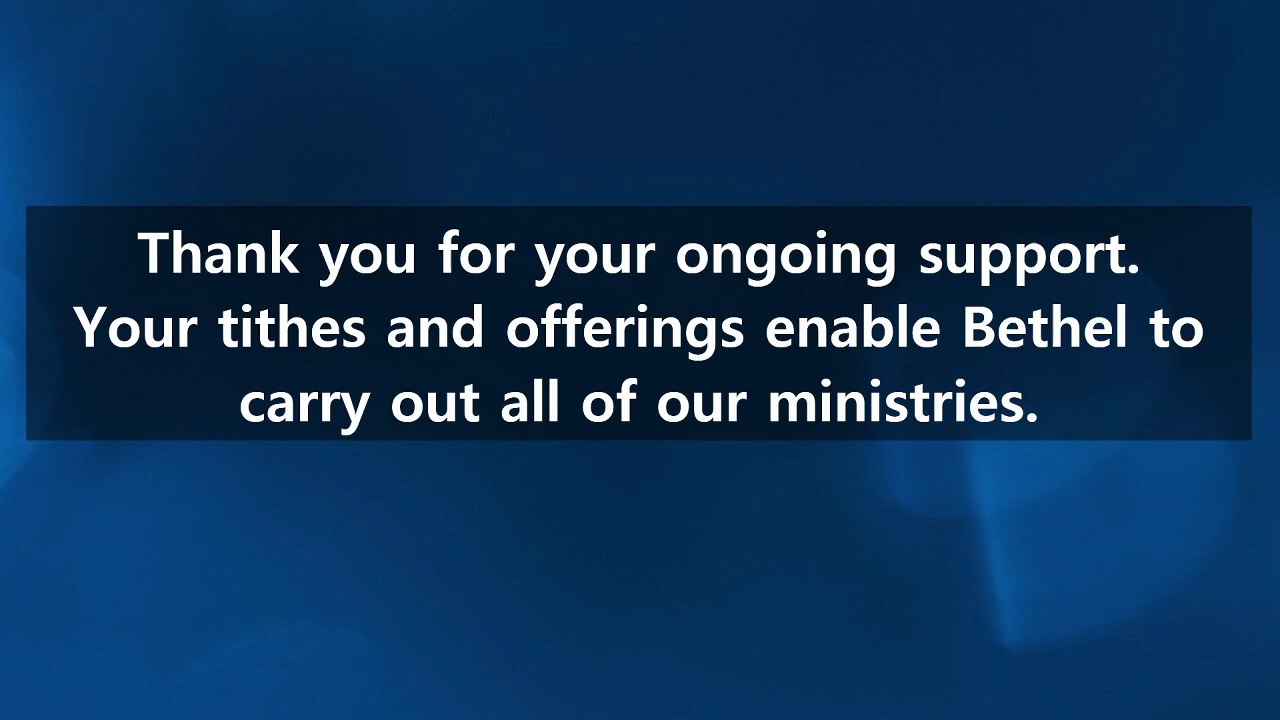 Thank you for your ongoing support.
Your tithes and offerings enable Bethel to
carry out all of our ministries.